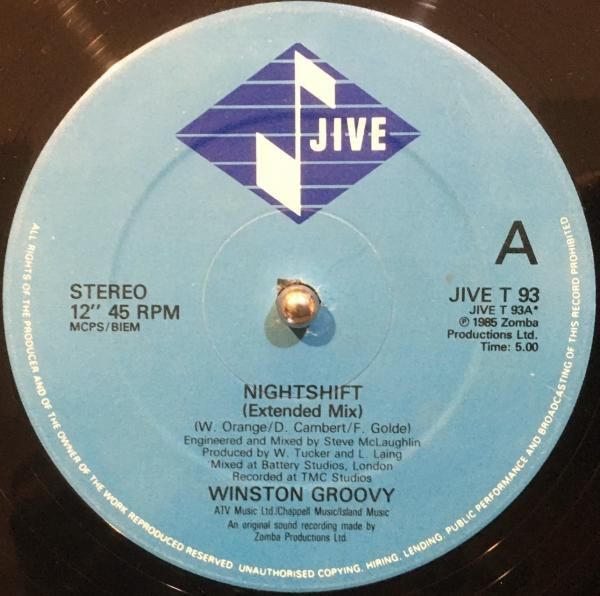 JIVE
A
STEREO
12" 45 RPM
MCPS/BIEM
JIVE T 93
JIVE T 93A*
℗ 1985 Zomba
Productions Ltd.
Time: 5.00
NIGHTSHIFT
(Extended Mix)
(W. Orange/D. Cambert/F. Golde)
Engineered and Mixed by Steve McLaughlin
Produced by W. Tucker and L. Laing
Mixed at Battery Studios, London
Recorded at TMC Studios
WINSTON GROOVY
ATV Music Ltd./Chappell Music/Island Music
An original sound recording made by
Zomba Productions Ltd.
ALL RIGHTS OF THE PRODUCER AND OF THE OWNER OF THE WORK REPRODUCED RESERVED. UNAUTHORISED COPYING, HIRING, LENDING, PUBLIC PERFORMANCE AND BROADCASTING OF THIS RECORD PROHIBITED